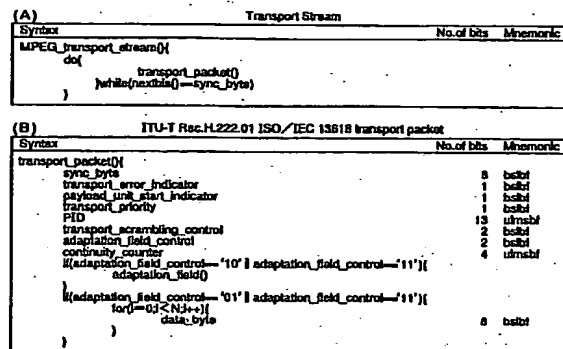 (A) Transport Stream
Syntax No.of bits Mnemonic
MPEG_transport_stream(){
do{
transport_packet()
}while(nextbits()==sync_byte)
}
(B) ITU-T Rec.H.222.01 ISO/IEC 13818 transport packet
Syntax No.of bits Mnemonic
transport_packet(){
sync_byte 8 bslbf
transport_error_indicator 1 bslbf
payload_unit_start_indicator 1 bslbf
transport_priority 1 bslbf
PID 13 uimsbf
transport_scrambling_control 2 bslbf
adaptation_field_control 2 bslbf
continuity_counter 4 uimsbf
if(adaptation_field_control=='10' || adaptation_field_control=='11'){
adaptation_field()
}
if(adaptation_field_control=='01' || adaptation_field_control=='11'){
for(i=0;i<N;i++){
data_byte 8 bslbf
}
}